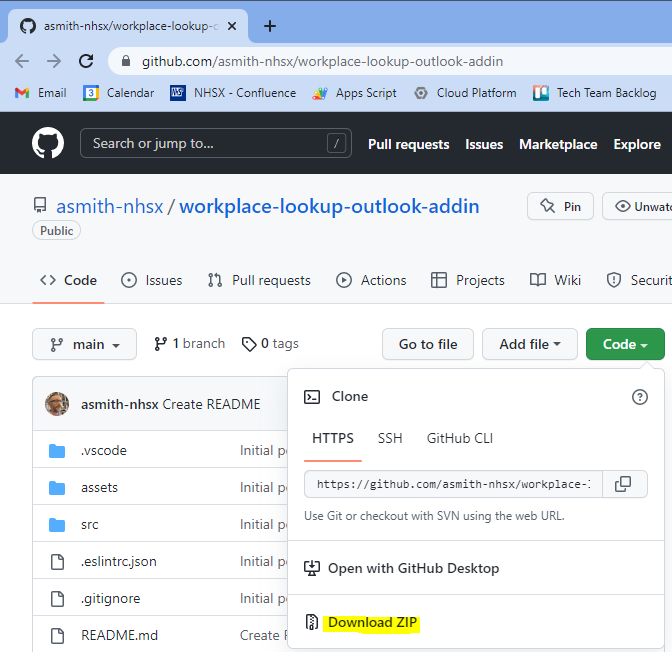 asmith-nhsx/workplace-lookup-o
github.com/asmith-nhsx/workplace-lookup-outlook-addin
Email Calendar NHSX - Confluence Apps Script Cloud Platform Tech Team Backlog
Search or jump to... / Pull requests Issues Marketplace Explore
asmith-nhsx / workplace-lookup-outlook-addin Pin Unwatc
Public
Code Issues Pull requests Actions Projects Wiki Securit
main 1 branch 0 tags Go to file Add file Code
asmith-nhsx Create README
Clone
HTTPS SSH GitHub CLI
.vscode Initial
assets Initial
src Initial
.eslintrc.json Initial
.gitignore Initial
README.md Create
https://github.com/asmith-nhsx/workplace-
Use Git or checkout with SVN using the web URL.
Open with GitHub Desktop
Download ZIP